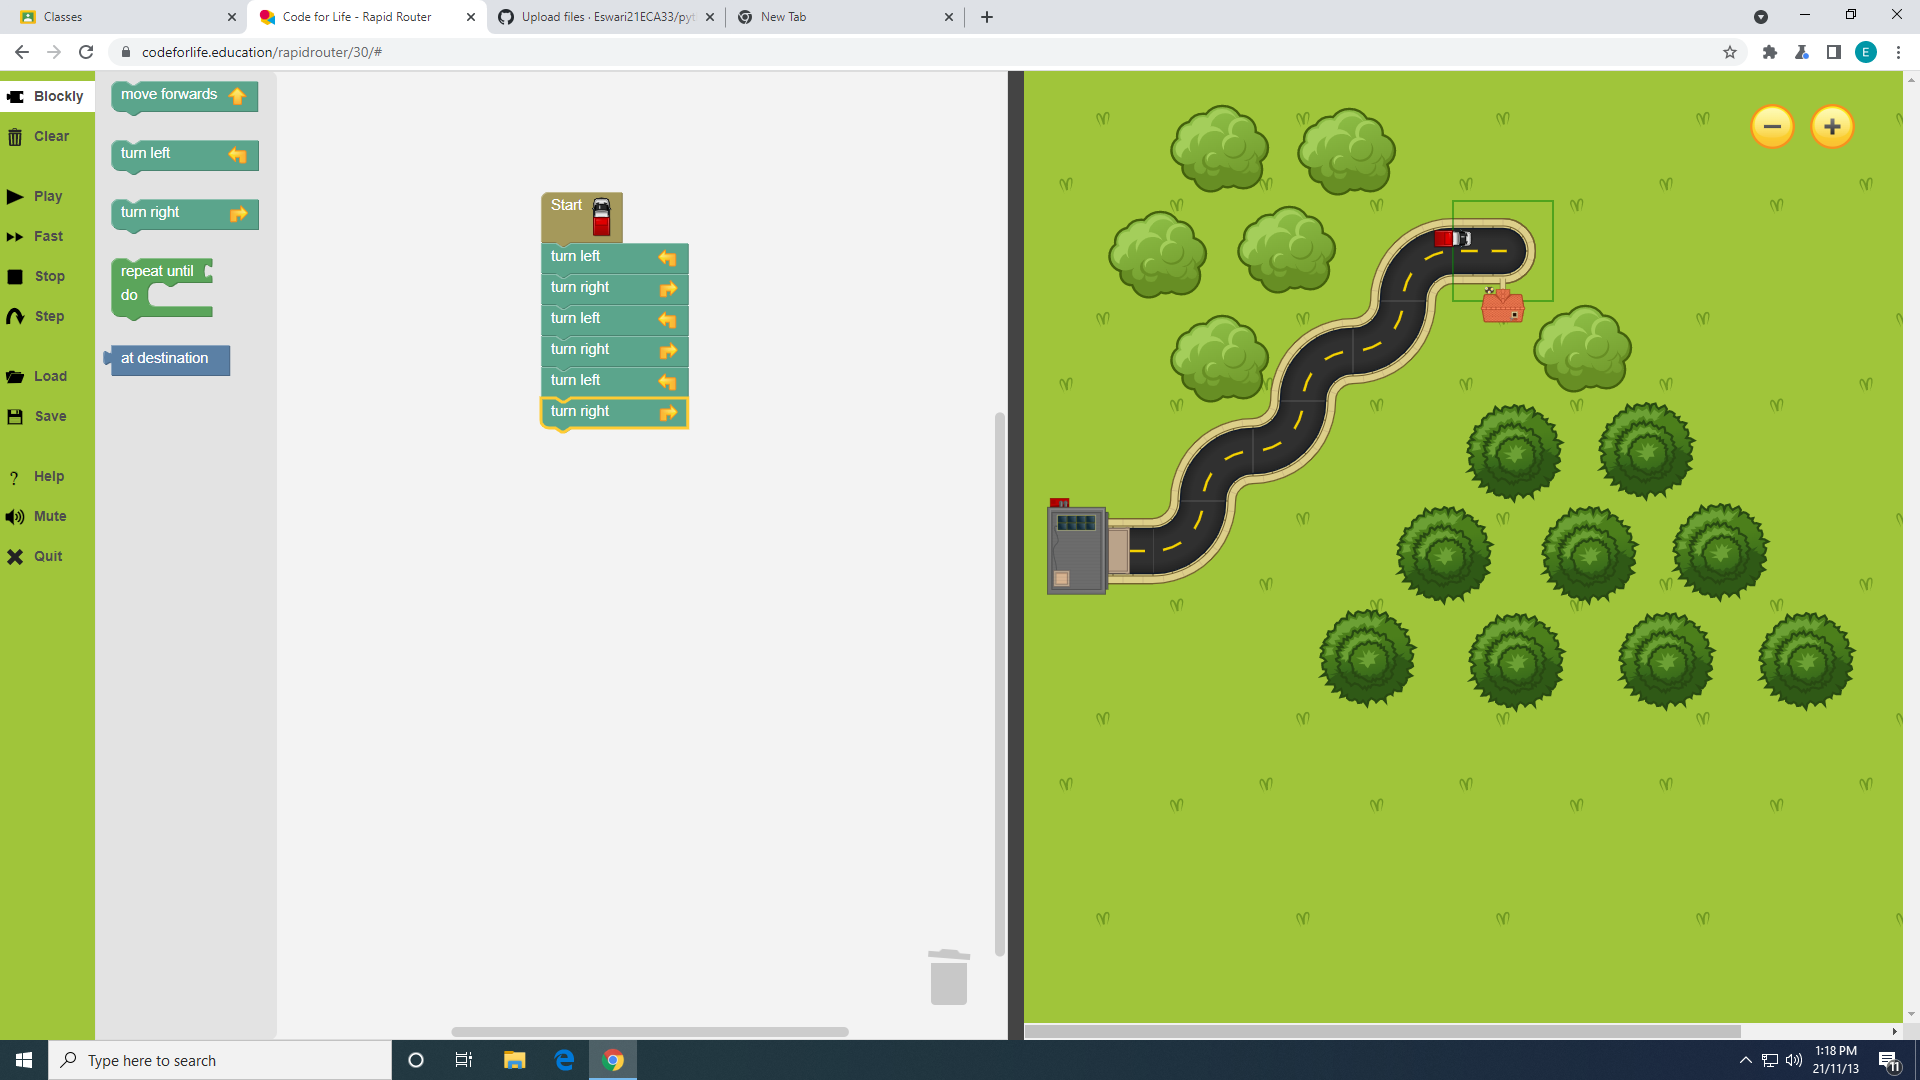 Classes
Code for Life - Rapid Router
Upload files · Eswari21ECA33/pyt
New Tab
codeforlife.education/rapidrouter/30/#
E
Blockly
Clear
Play
Fast
Stop
Step
Load
Save
Help
Mute
Quit
move forwards
turn left
turn right
repeat until
do
at destination
Start
turn left
turn right
turn left
turn right
turn left
turn right
Type here to search
1:18 PM
21/11/13
11